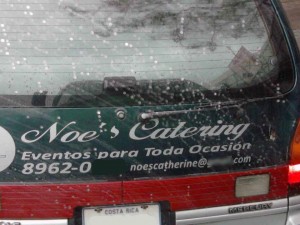 Noe's Catering
Eventos para Toda Ocasión
8962-0
noescatherine@ com
COSTA RICA